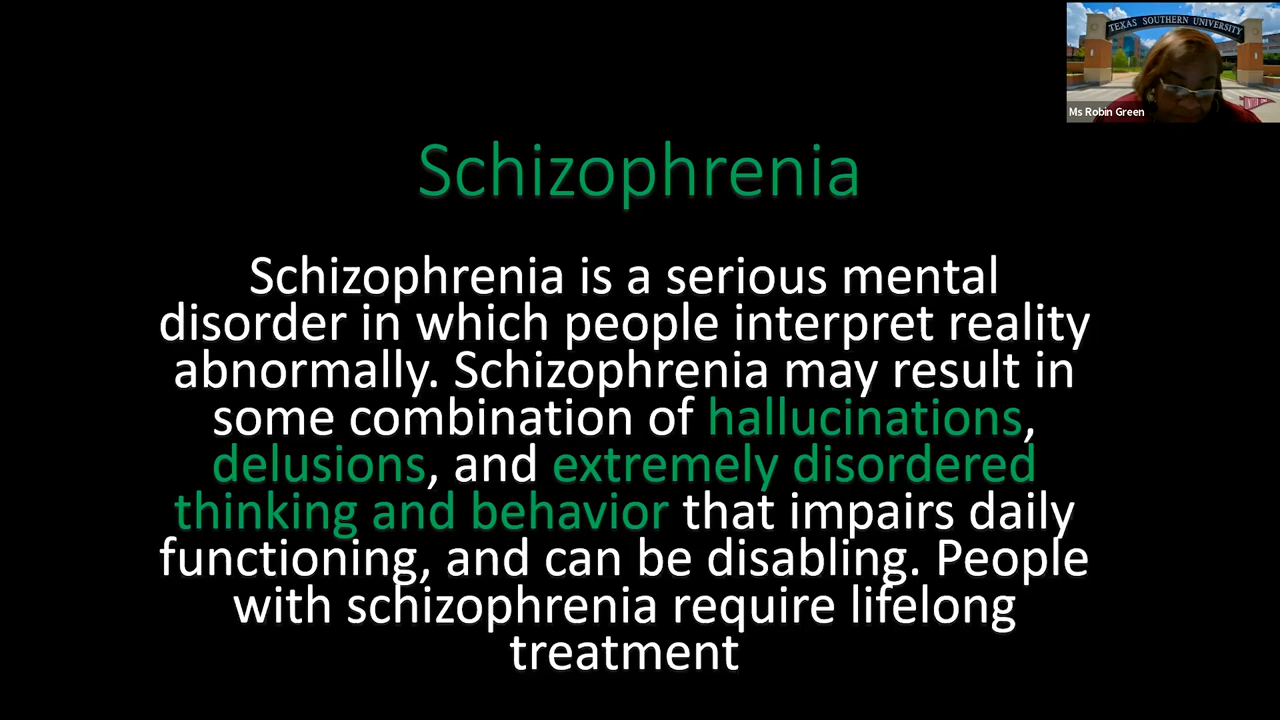 TEXAS SOUTHERN UNIVERSITY
Ms Robin Green
Schizophrenia
Schizophrenia is a serious mental
disorder in which people interpret reality
abnormally. Schizophrenia may result in
some combination of hallucinations,
delusions, and extremely disordered
thinking and behavior that impairs daily
functioning, and can be disabling. People
with schizophrenia require lifelong
treatment